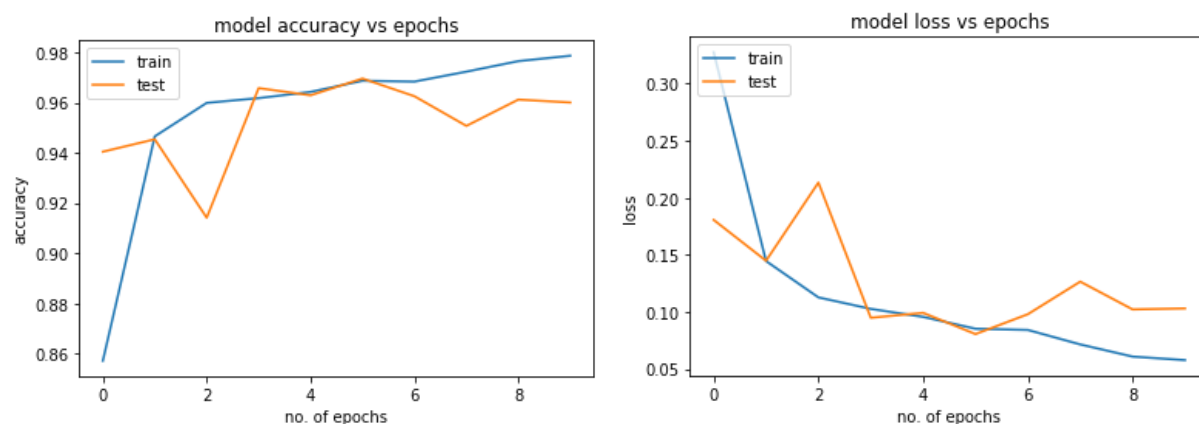 model accuracy vs epochs
train
test
0.98
0.96
0.94
0.92
0.90
0.88
0.86
accuracy
0 2 4 6 8
no. of epochs
model loss vs epochs
train
test
0.30
0.25
0.20
0.15
0.10
0.05
loss
0 2 4 6 8
no. of epochs